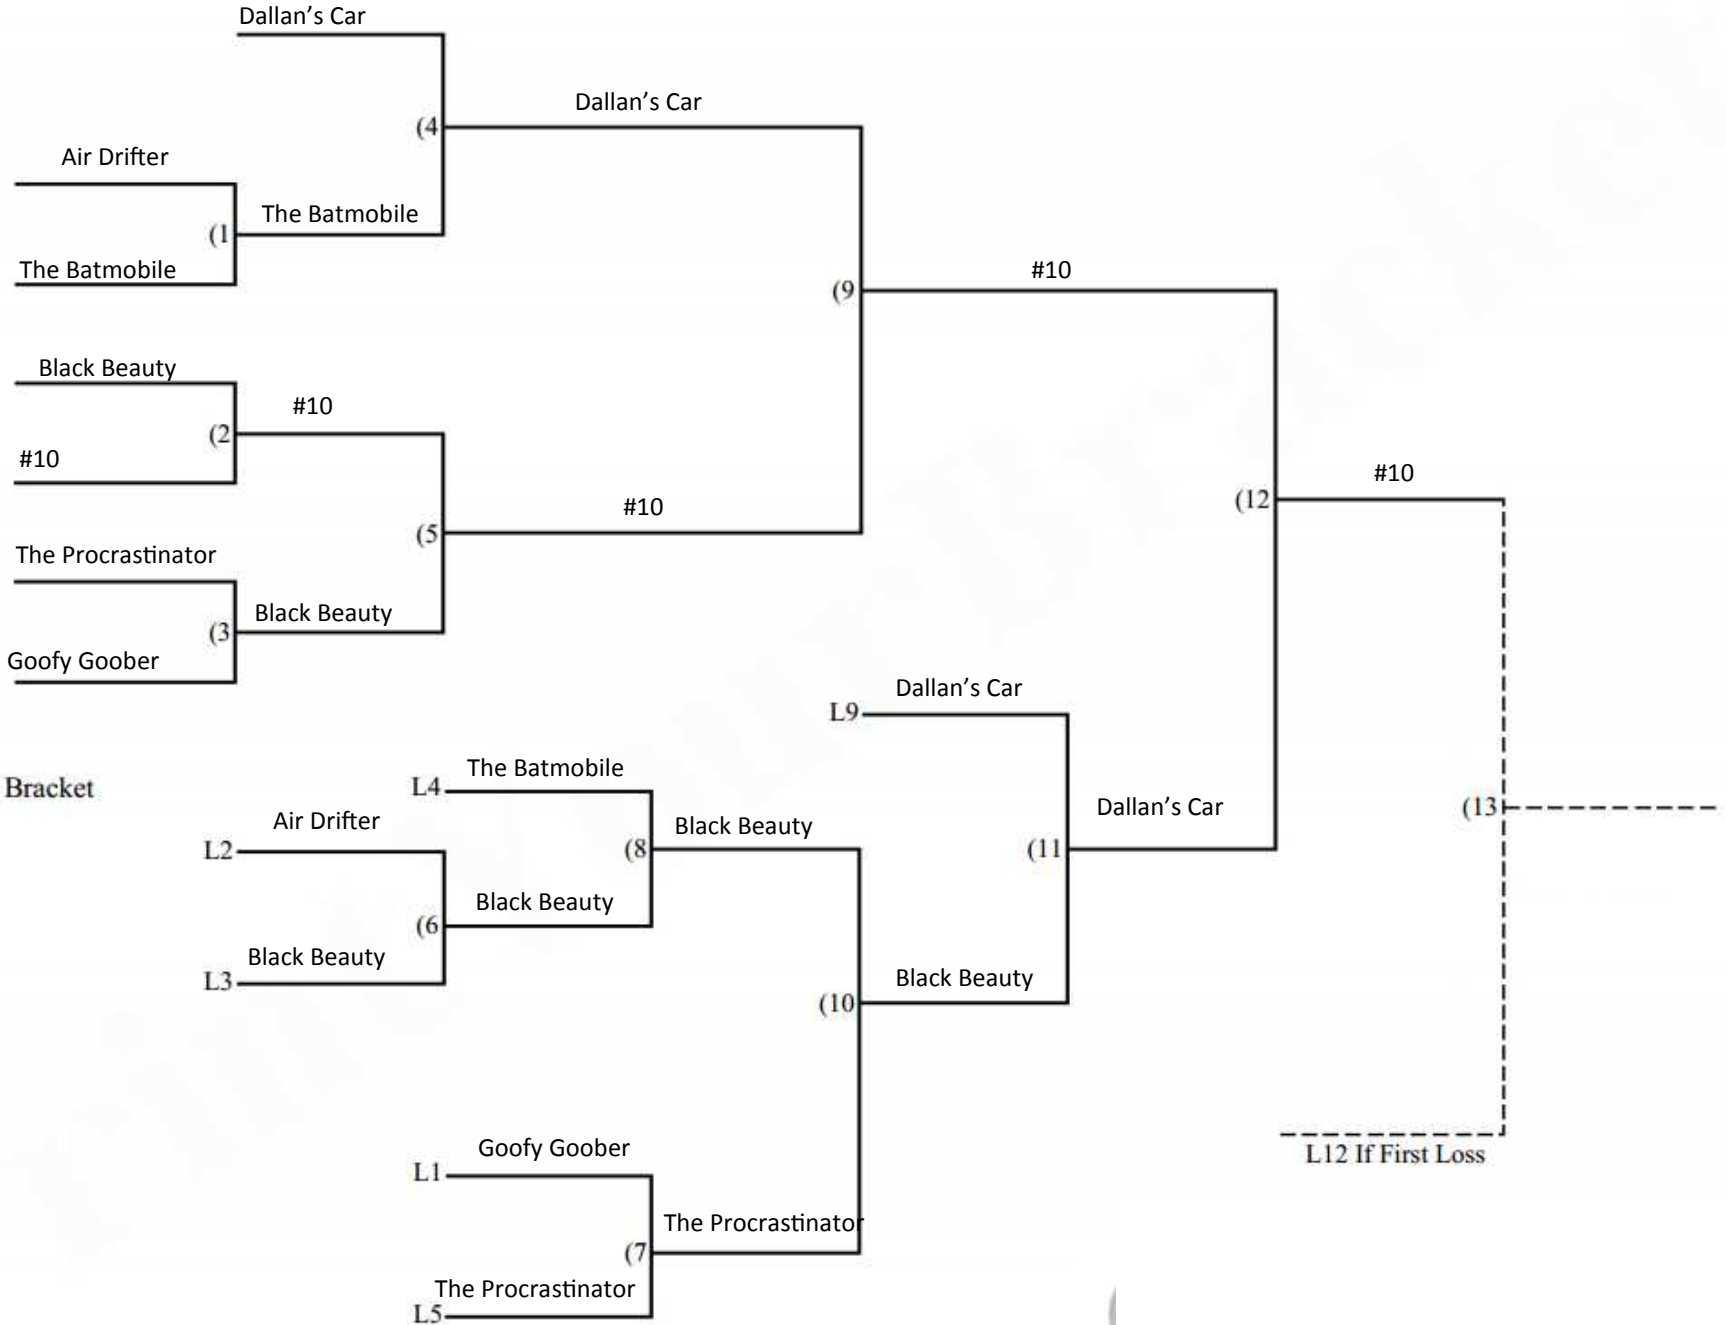 Dallan’s Car
Dallan’s Car
(4
Air Drifter
The Batmobile
(1
The Batmobile
#10
(9
Black Beauty
#10
(2
#10
#10
(12
#10
(5
The Procrastinator
Black Beauty
(3
Goofy Goober
Dallan’s Car
L9
The Batmobile
L4
Bracket
Air Drifter
L2
Black Beauty
(8
Dallan’s Car
(11
(13
Black Beauty
(6
Black Beauty
L3
Black Beauty
(10
Goofy Goober
L1
L12 If First Loss
The Procrastinator
(7
The Procrastinator
L5